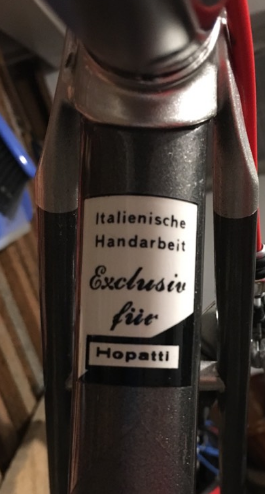 Italienische
Handarbeit
Exclusiv
für
Hopatti